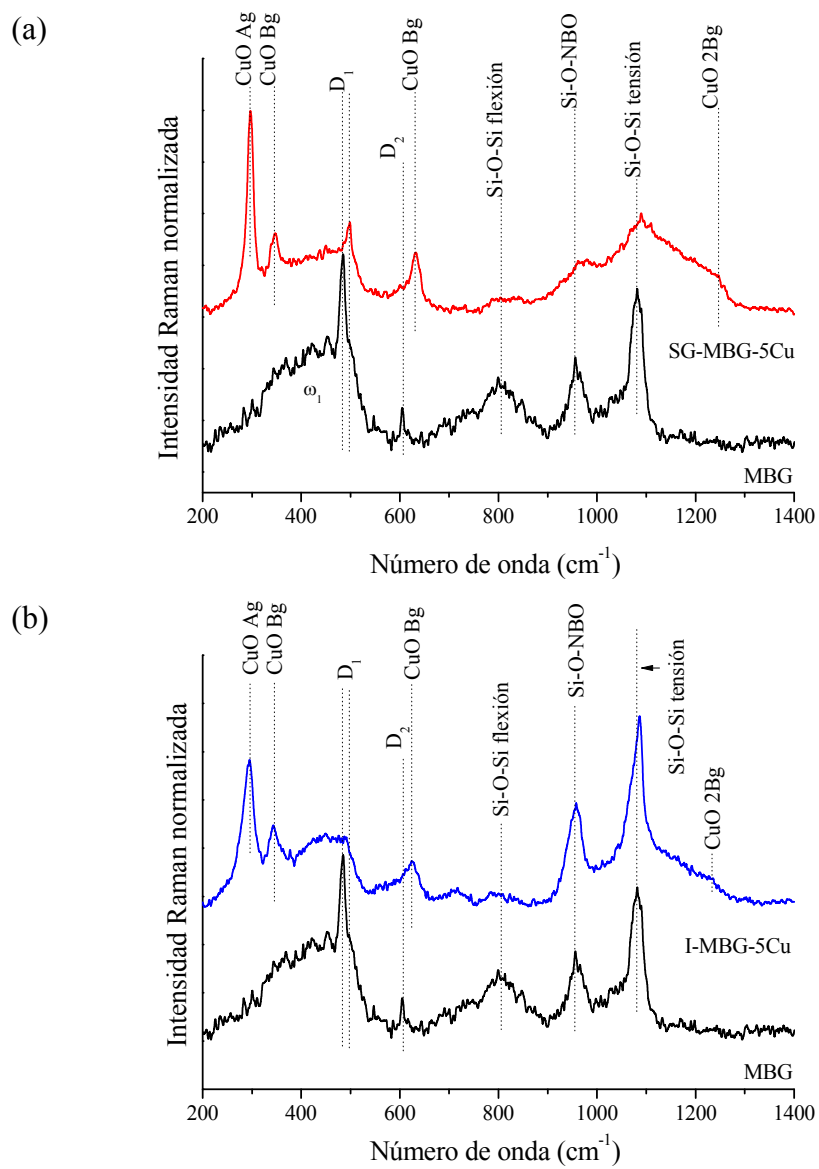 (a)
CuO Ag
CuO Bg
D₁
D₂
CuO Bg
Si-O-Si flexión
Si-O-NBO
Si-O-Si tensión
CuO 2Bg
Intensidad Raman normalizada
ω₁
SG-MBG-5Cu
MBG
200 400 600 800 1000 1200 1400
Número de onda (cm⁻¹)
(b)
CuO Ag
CuO Bg
D₁
D₂
CuO Bg
Si-O-Si flexión
Si-O-NBO
Si-O-Si tensión
CuO 2Bg
Intensidad Raman normalizada
I-MBG-5Cu
MBG
200 400 600 800 1000 1200 1400
Número de onda (cm⁻¹)